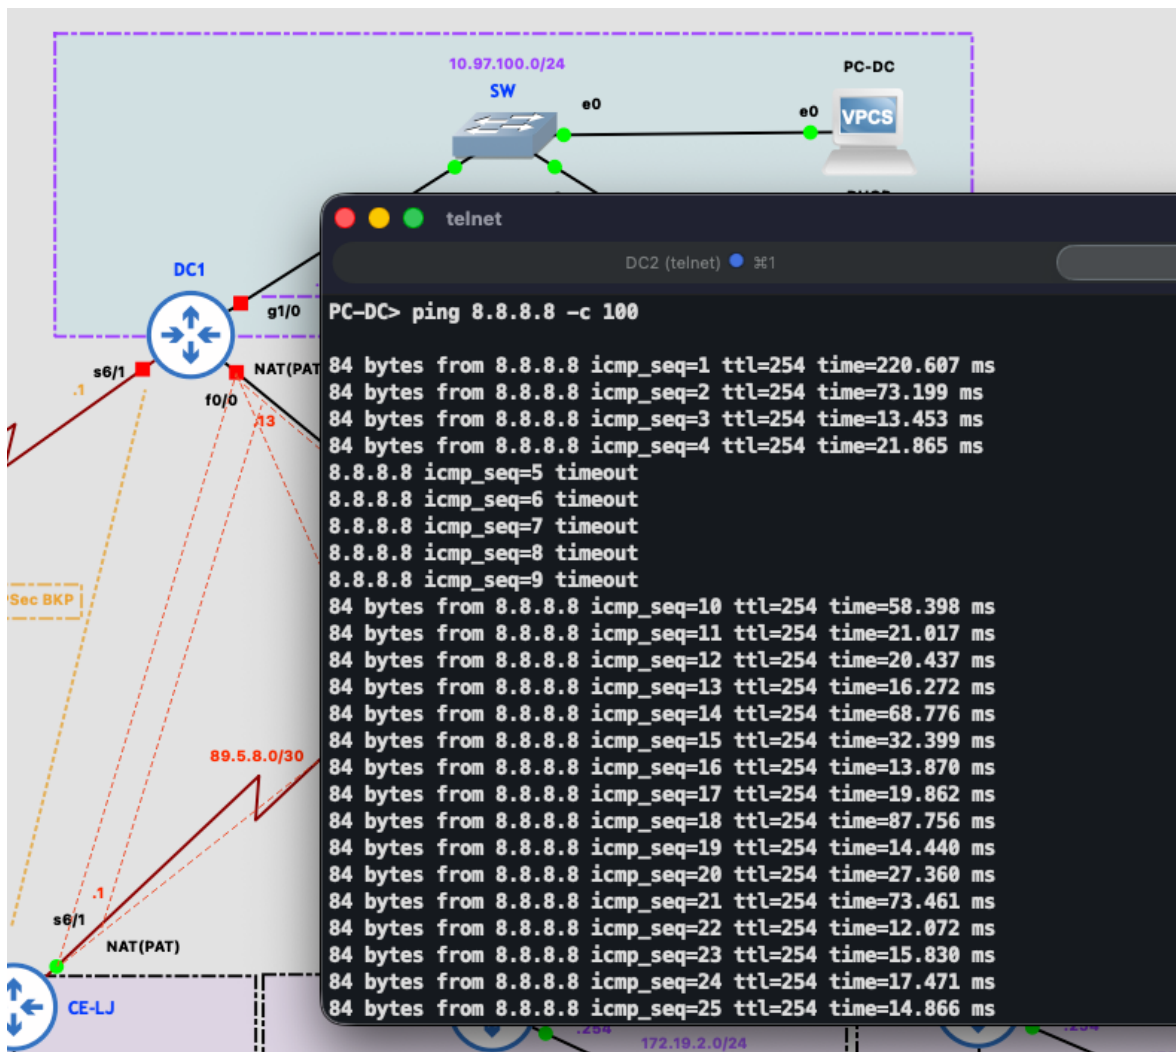 10.97.100.0/24
SW
PC-DC
e0
e0
VPCS
telnet
DC2 (telnet) ⌘1
DC1
g1/0
PC-DC> ping 8.8.8.8 -c 100
s6/1
NAT(PAT
.1
f0/0
.13
84 bytes from 8.8.8.8 icmp_seq=1 ttl=254 time=220.607 ms
84 bytes from 8.8.8.8 icmp_seq=2 ttl=254 time=73.199 ms
84 bytes from 8.8.8.8 icmp_seq=3 ttl=254 time=13.453 ms
84 bytes from 8.8.8.8 icmp_seq=4 ttl=254 time=21.865 ms
8.8.8.8 icmp_seq=5 timeout
8.8.8.8 icmp_seq=6 timeout
8.8.8.8 icmp_seq=7 timeout
8.8.8.8 icmp_seq=8 timeout
8.8.8.8 icmp_seq=9 timeout
84 bytes from 8.8.8.8 icmp_seq=10 ttl=254 time=58.398 ms
84 bytes from 8.8.8.8 icmp_seq=11 ttl=254 time=21.017 ms
84 bytes from 8.8.8.8 icmp_seq=12 ttl=254 time=20.437 ms
84 bytes from 8.8.8.8 icmp_seq=13 ttl=254 time=16.272 ms
84 bytes from 8.8.8.8 icmp_seq=14 ttl=254 time=68.776 ms
84 bytes from 8.8.8.8 icmp_seq=15 ttl=254 time=32.399 ms
84 bytes from 8.8.8.8 icmp_seq=16 ttl=254 time=13.870 ms
84 bytes from 8.8.8.8 icmp_seq=17 ttl=254 time=19.862 ms
84 bytes from 8.8.8.8 icmp_seq=18 ttl=254 time=87.756 ms
84 bytes from 8.8.8.8 icmp_seq=19 ttl=254 time=14.440 ms
84 bytes from 8.8.8.8 icmp_seq=20 ttl=254 time=27.360 ms
84 bytes from 8.8.8.8 icmp_seq=21 ttl=254 time=73.461 ms
84 bytes from 8.8.8.8 icmp_seq=22 ttl=254 time=12.072 ms
84 bytes from 8.8.8.8 icmp_seq=23 ttl=254 time=15.830 ms
84 bytes from 8.8.8.8 icmp_seq=24 ttl=254 time=17.471 ms
84 bytes from 8.8.8.8 icmp_seq=25 ttl=254 time=14.866 ms
Sec BKP
89.5.8.0/30
.1
s6/1
NAT(PAT)
CE-LJ
.254
172.19.2.0/24